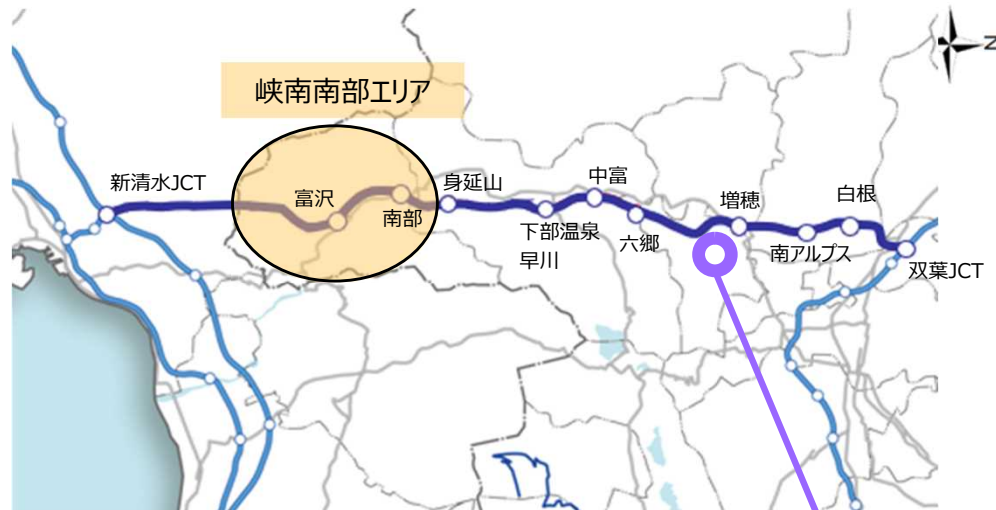 峡南南部エリア
新清水JCT
富沢
南部
身延山
下部温泉
早川
中富
六郷
増穂
南アルプス
白根
双葉JCT
N